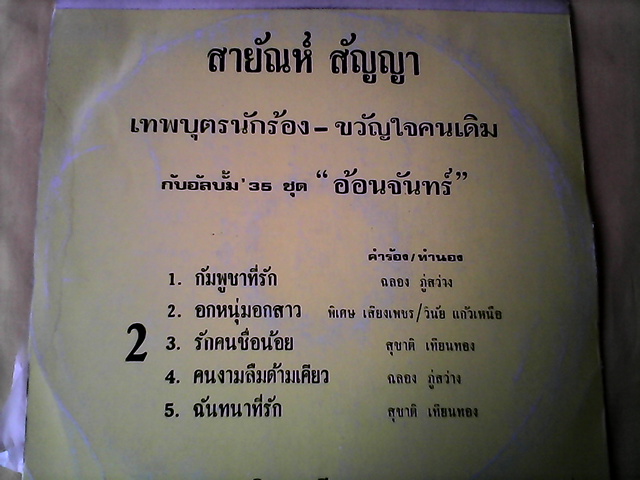 สายัณห์ สัญญา
เทพบุตรนักร้อง – ขวัญใจคนเดิม
กับอัลบั้ม '35 ชุด “อ้อนจันทร์”
คำร้อง/ทำนอง
2
1. กัมพูชาที่รัก ฉลอง ภู่สว่าง
2. อกหนุ่มอกสาว พิเศษ เสียงเพชร/วินัย แก้วเหนือ
3. รักคนชื่อน้อย สุชาติ เทียนทอง
4. คนงามลืมด้ามเคียว ฉลอง ภู่สว่าง
5. ฉันทนาที่รัก สุชาติ เทียนทอง